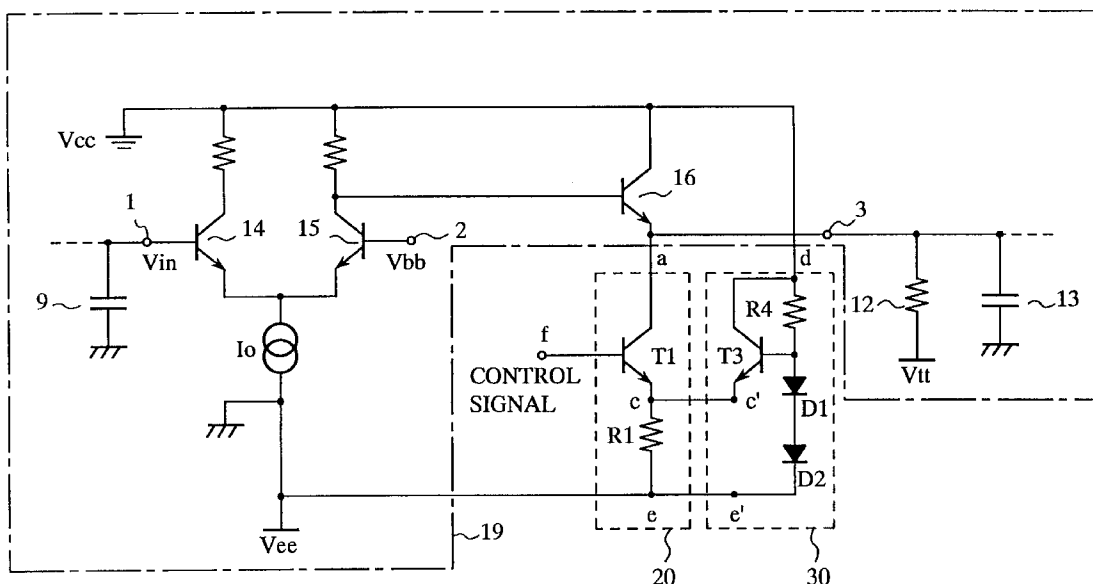 Vcc
16
1
14
15
2
3
Vin
Vbb
a
d
9
R4
12
13
f
Io
T1
T3
CONTROL
SIGNAL
Vtt
c
c'
D1
R1
D2
e
e'
Vee
19
20
30